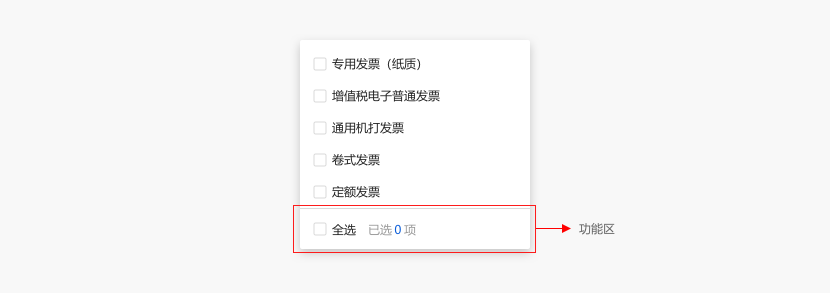 专用发票（纸质）
增值税电子普通发票
通用机打发票
卷式发票
定额发票
全选 已选 0 项
功能区